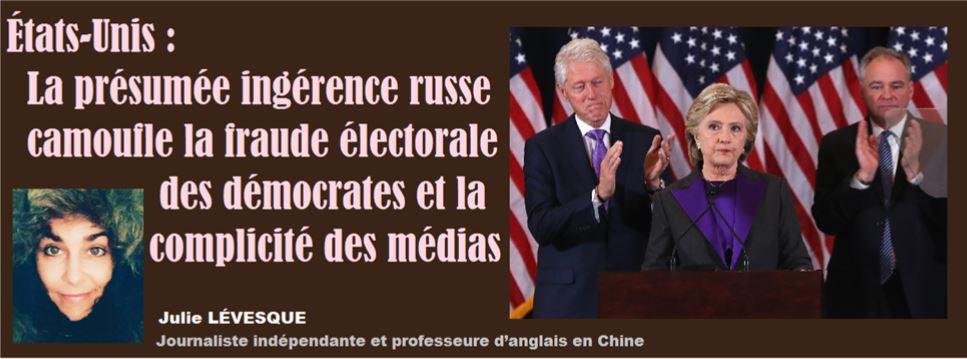 États-Unis :
La présumée ingérence russe
camoufle la fraude électorale
des démocrates et la
complicité des médias
Julie LÉVESQUE
Journaliste indépendante et professeure d’anglais en Chine